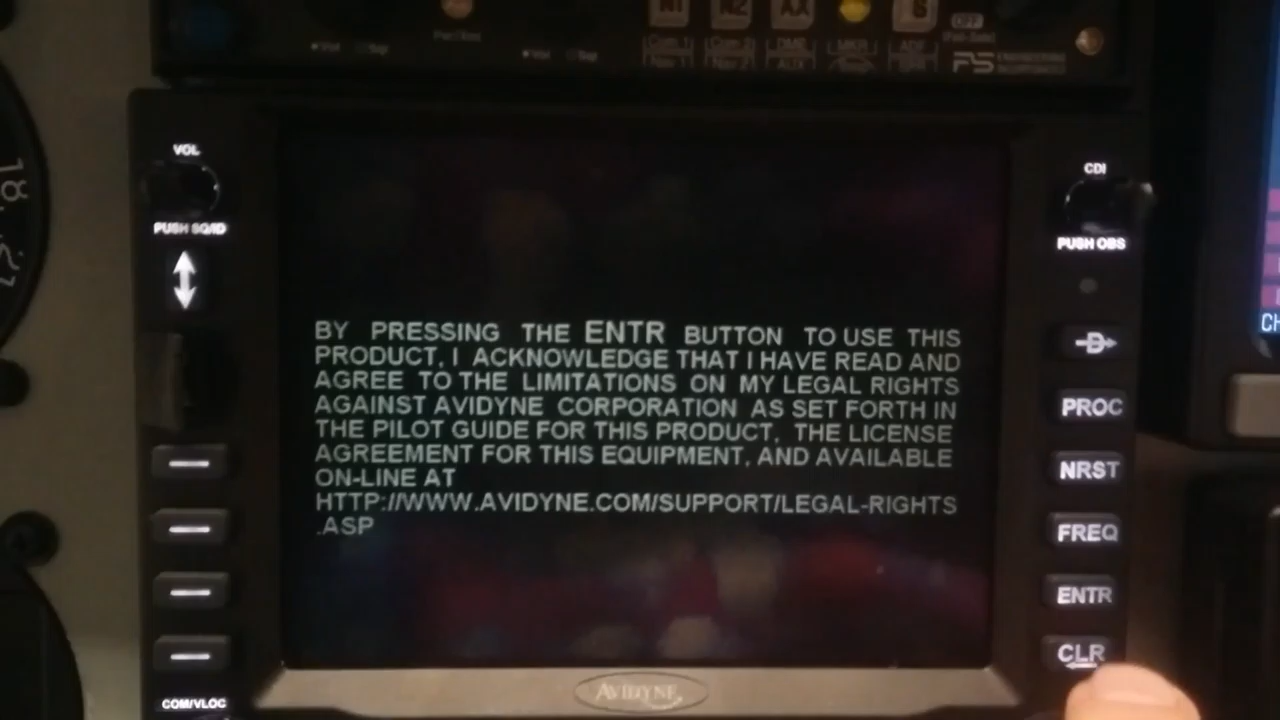 OFF
PS
VOL
CDI
PUSH SQ/ID
PUSH OBS
BY PRESSING THE ENTR BUTTON TO USE THIS
PRODUCT, I ACKNOWLEDGE THAT I HAVE READ AND
AGREE TO THE LIMITATIONS ON MY LEGAL RIGHTS
AGAINST AVIDYNE CORPORATION AS SET FORTH IN
THE PILOT GUIDE FOR THIS PRODUCT, THE LICENSE
AGREEMENT FOR THIS EQUIPMENT, AND AVAILABLE
ON-LINE AT
HTTP://WWW.AVIDYNE.COM/SUPPORT/LEGAL-RIGHTS
.ASP
D
PROC
NRST
FREQ
ENTR
CLR
COM/VLOC
AVIDYNE